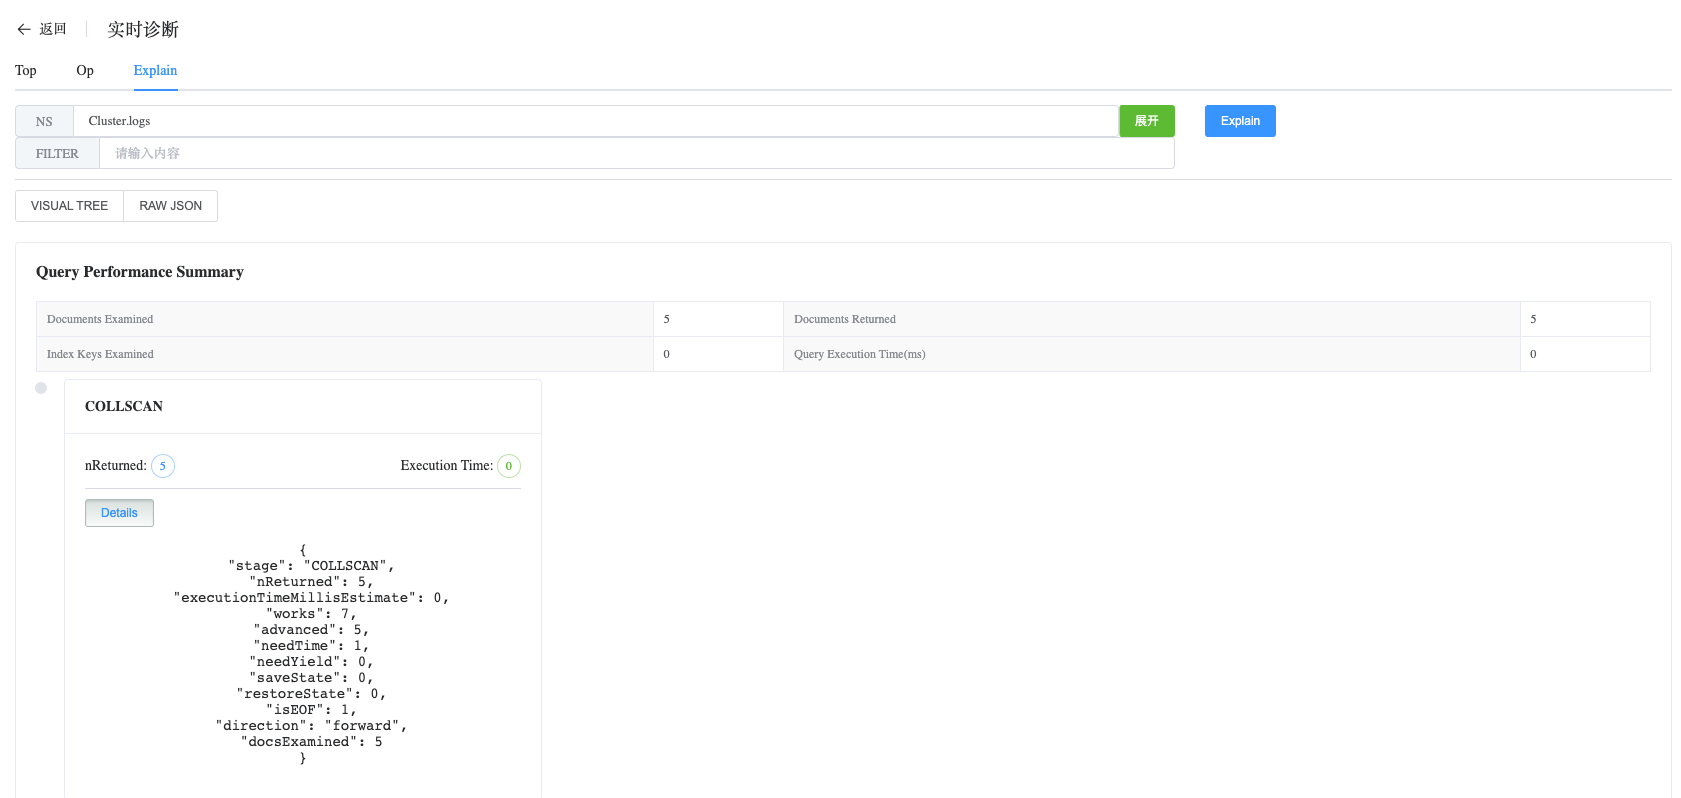 返回 实时诊断
Top Op Explain
NS Cluster.logs 展开 Explain
FILTER 请输入内容
VISUAL TREE RAW JSON
Query Performance Summary
Documents Examined 5 Documents Returned 5
Index Keys Examined 0 Query Execution Time(ms) 0
COLLSCAN
nReturned: 5 Execution Time: 0
Details
{
"stage": "COLLSCAN",
"nReturned": 5,
"executionTimeMillisEstimate": 0,
"works": 7,
"advanced": 5,
"needTime": 1,
"needYield": 0,
"saveState": 0,
"restoreState": 0,
"isEOF": 1,
"direction": "forward",
"docsExamined": 5
}